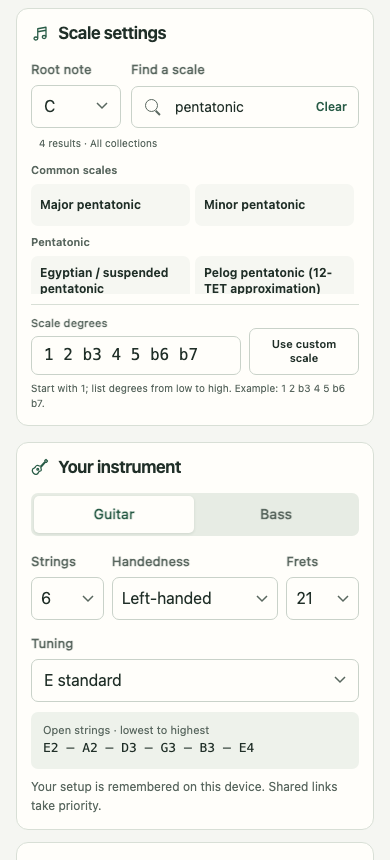 Scale settings
Root note
Find a scale
C
pentatonic
Clear
4 results · All collections
Common scales
Major pentatonic
Minor pentatonic
Pentatonic
Egyptian / suspended
pentatonic
Pelog pentatonic (12-
TET approximation)
Scale degrees
1 2 b3 4 5 b6 b7
Use custom
scale
Start with 1; list degrees from low to high. Example: 1 2 b3 4 5 b6
b7.
Your instrument
Guitar
Bass
Strings
Handedness
Frets
6
Left-handed
21
Tuning
E standard
Open strings · lowest to highest
E2 — A2 — D3 — G3 — B3 — E4
Your setup is remembered on this device. Shared links
take priority.